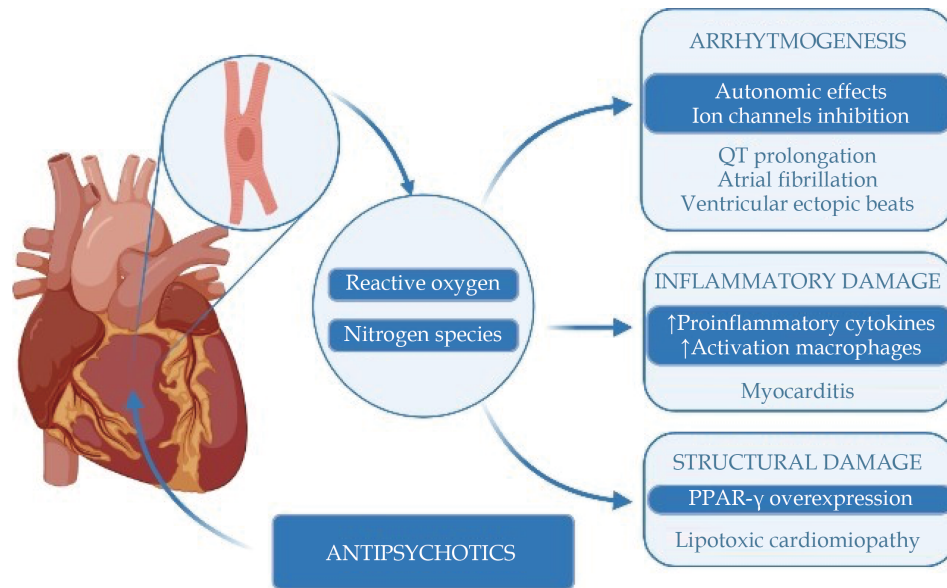 ARRHYTMOGENESIS
Autonomic effects
Ion channels inhibition
QT prolongation
Atrial fibrillation
Ventricular ectopic beats
Reactive oxygen
Nitrogen species
INFLAMMATORY DAMAGE
↑Proinflammatory cytokines
↑Activation macrophages
Myocarditis
STRUCTURAL DAMAGE
PPAR-γ overexpression
Lipotoxic cardiomiopathy
ANTIPSYCHOTICS